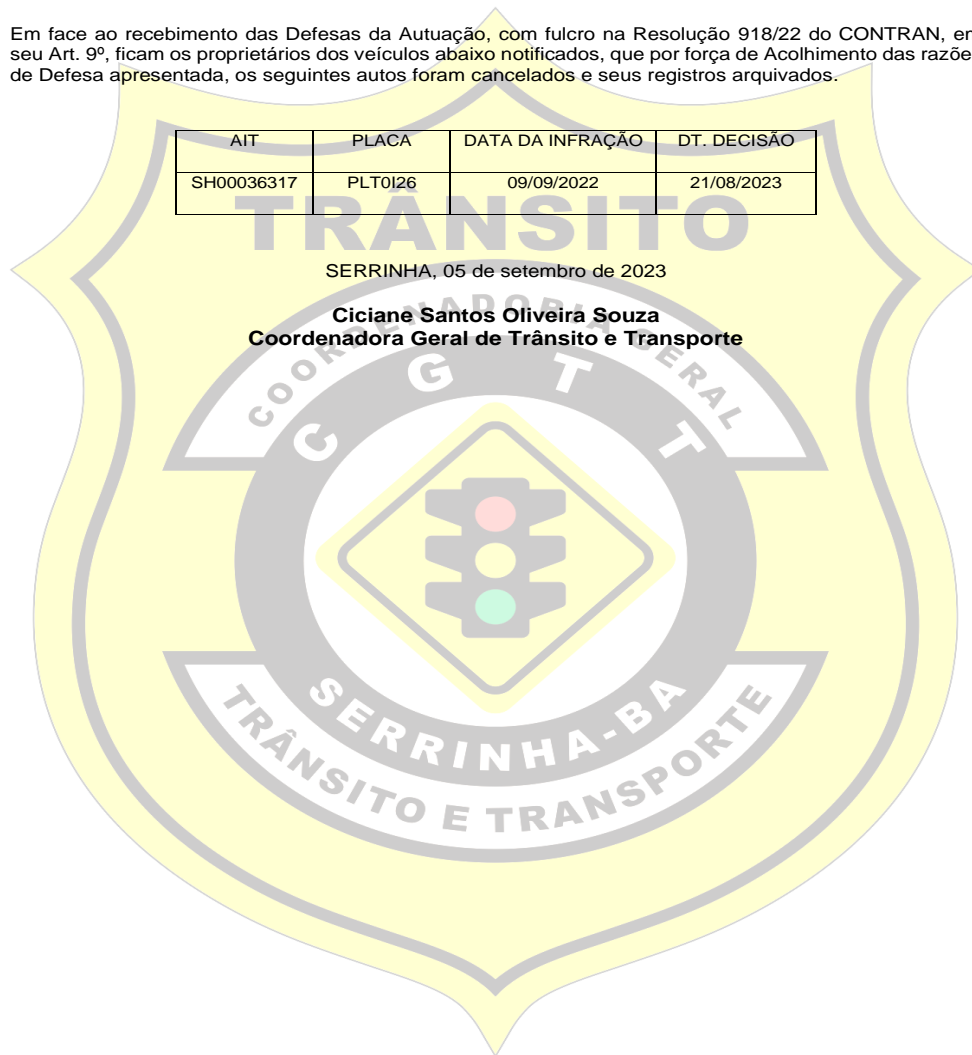 Em face ao recebimento das Defesas da Autuação, com fulcro na Resolução 918/22 do CONTRAN, em
seu Art. 9º, ficam os proprietários dos veículos abaixo notificados, que por força de Acolhimento das razõe
de Defesa apresentada, os seguintes autos foram cancelados e seus registros arquivados.
AIT PLACA DATA DA INFRAÇÃO DT. DECISÃO
SH00036317 PLT0I26 09/09/2022 21/08/2023
TRÂNSITO
SERRINHA, 05 de setembro de 2023
Ciciane Santos Oliveira Souza
Coordenadora Geral de Trânsito e Transporte
COORDENADORIA GERAL
CGTT
SERRINHA-BA
TRÂNSITO E TRANSPORTE